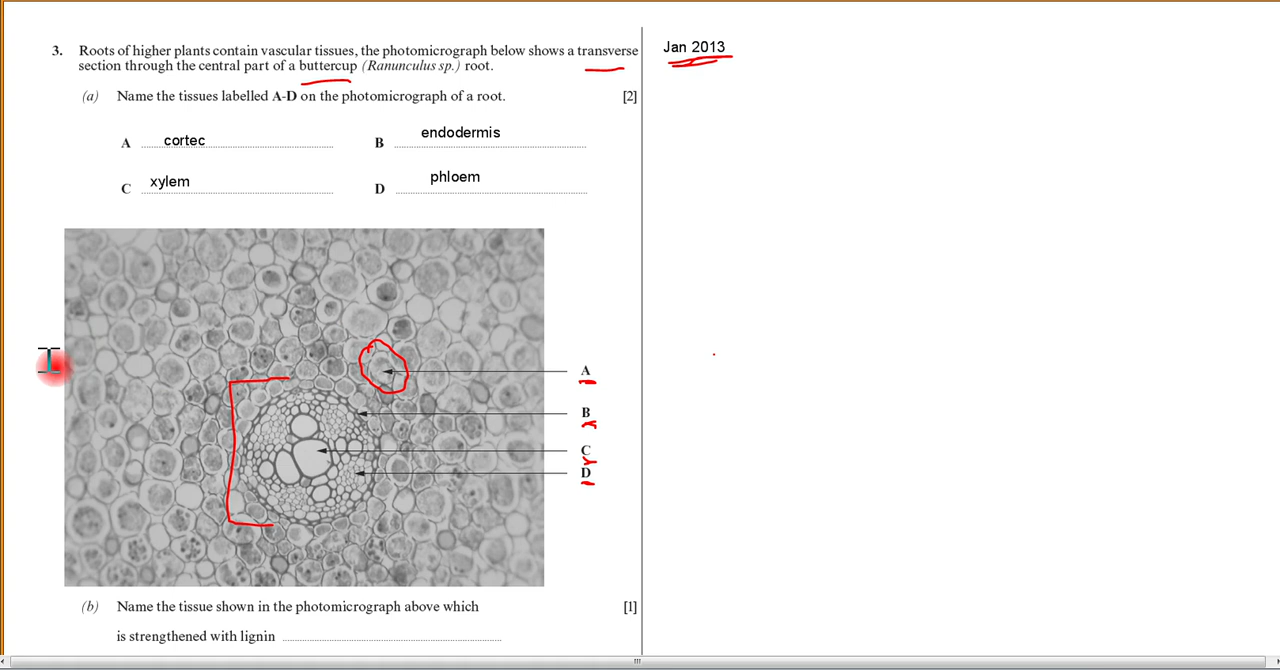 3. Roots of higher plants contain vascular tissues, the photomicrograph below shows a transverse
section through the central part of a buttercup (Ranunculus sp.) root.
Jan 2013
(a) Name the tissues labelled A-D on the photomicrograph of a root. [2]
A cortec B endodermis
C xylem D phloem
A
B
C
D
(b) Name the tissue shown in the photomicrograph above which [1]
is strengthened with lignin